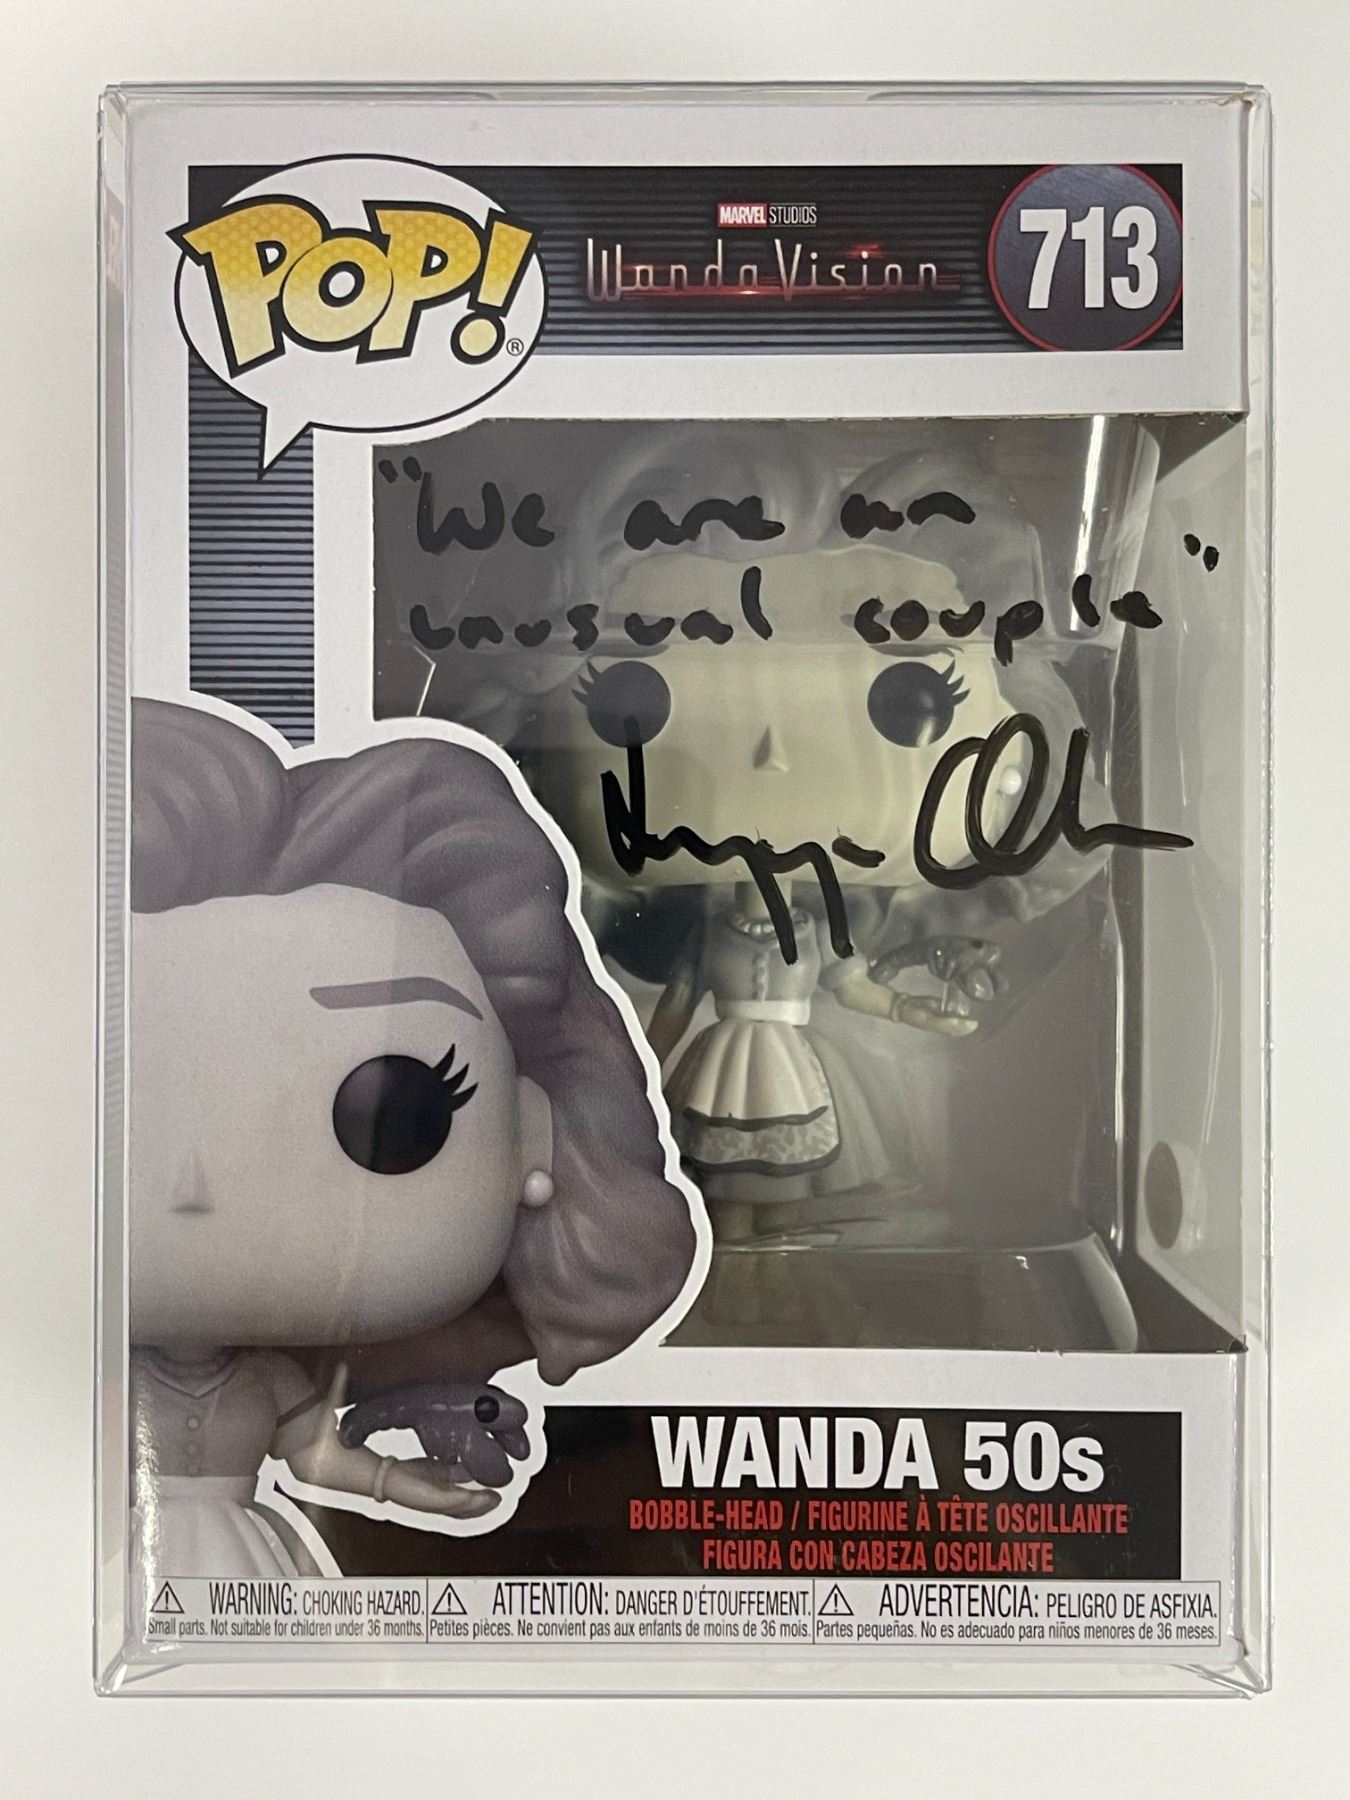 POP!®
MARVEL STUDIOS
WandaVision
713
"We are an
unusual couple"
WANDA 50s
BOBBLE-HEAD / FIGURINE À TÊTE OSCILLANTE
FIGURA CON CABEZA OSCILANTE
WARNING: CHOKING HAZARD.
Small parts. Not suitable for children under 36 months.
ATTENTION: DANGER D'ÉTOUFFEMENT.
Petites pièces. Ne convient pas aux enfants de moins de 36 mois.
ADVERTENCIA: PELIGRO DE ASFIXIA.
Partes pequeñas. No es adecuado para niños menores de 36 meses.